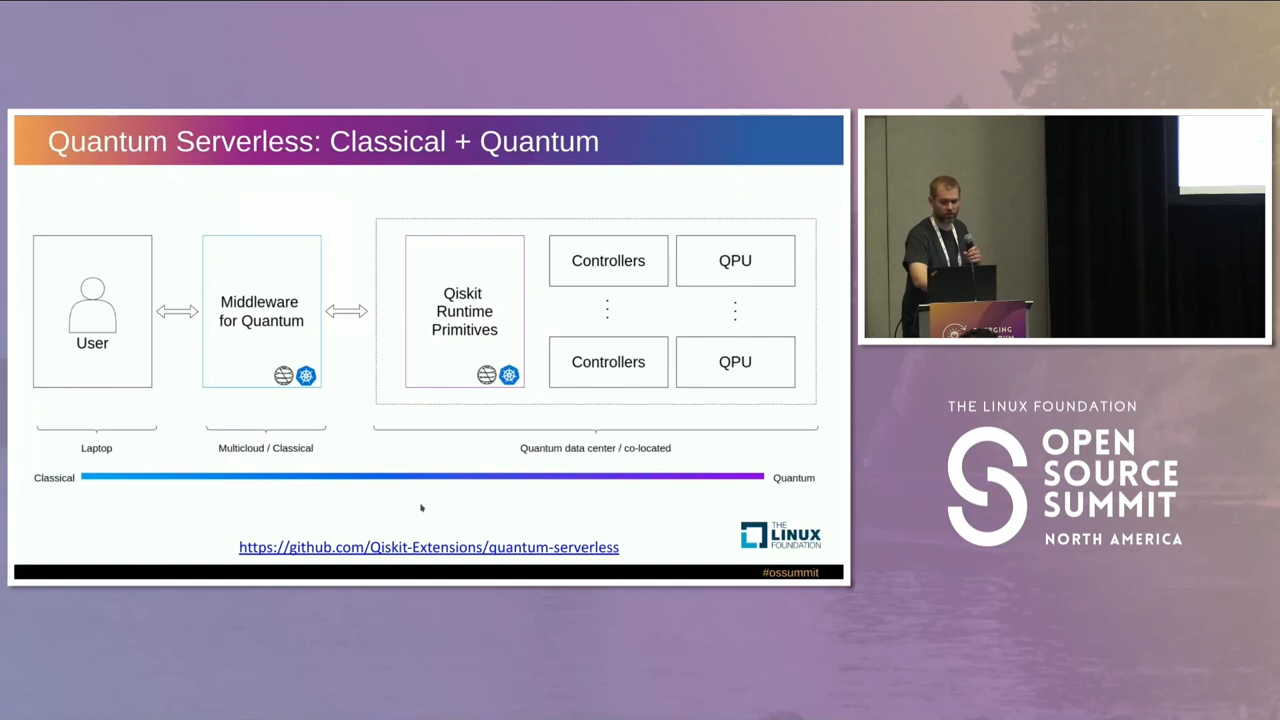 Quantum Serverless: Classical + Quantum
User
Middleware
for Quantum
Qiskit
Runtime
Primitives
Controllers
QPU
Controllers
QPU
Laptop
Multicloud / Classical
Quantum data center / co-located
Classical
Quantum
https://github.com/Qiskit-Extensions/quantum-serverless
THE
LINUX
FOUNDATION
#ossummit
THE LINUX FOUNDATION
OPEN
SOURCE
SUMMIT
NORTH AMERICA